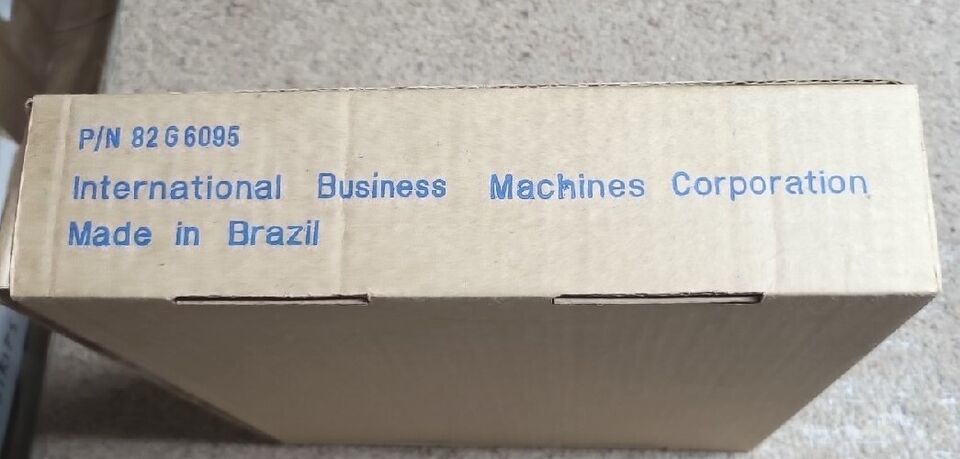 P/N 82G6095
International Business Machines Corporation
Made in Brazil